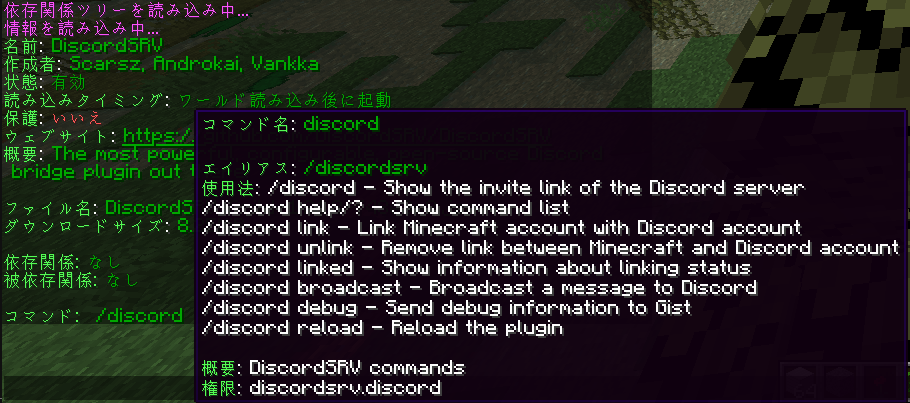 依存関係ツリーを読み込み中...
情報を読み込み中...
名前: DiscordSRV
作成者: Scarsz, Androkai, Vankka
状態: 有効
読み込みタイミング: ワールド読み込み後に起動
保護: いいえ
ウェブサイト: https:/
概要: The most powe
bridge plugin out t
ファイル名: DiscordS
ダウンロードサイズ: 8.
依存関係: なし
被依存関係: なし
コマンド: /discord
コマンド名: discord
エイリアス: /discordsrv
使用法: /discord - Show the invite link of the Discord server
/discord help/? - Show command list
/discord link - Link Minecraft account with Discord account
/discord unlink - Remove link between Minecraft and Discord account
/discord linked - Show information about linking status
/discord broadcast - Broadcast a message to Discord
/discord debug - Send debug information to Gist
/discord reload - Reload the plugin
概要: DiscordSRV commands
権限: discordsrv.discord